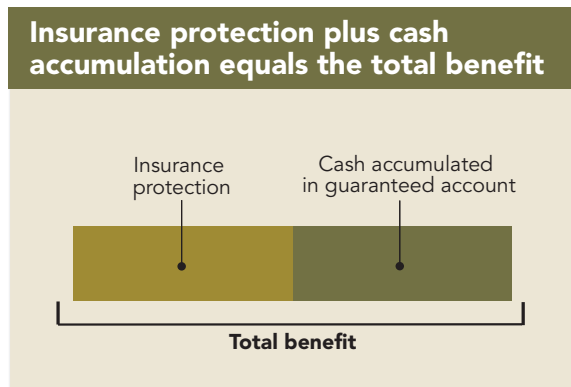 Insurance protection plus cash
accumulation equals the total benefit
Insurance
protection
Cash accumulated
in guaranteed account
Total benefit